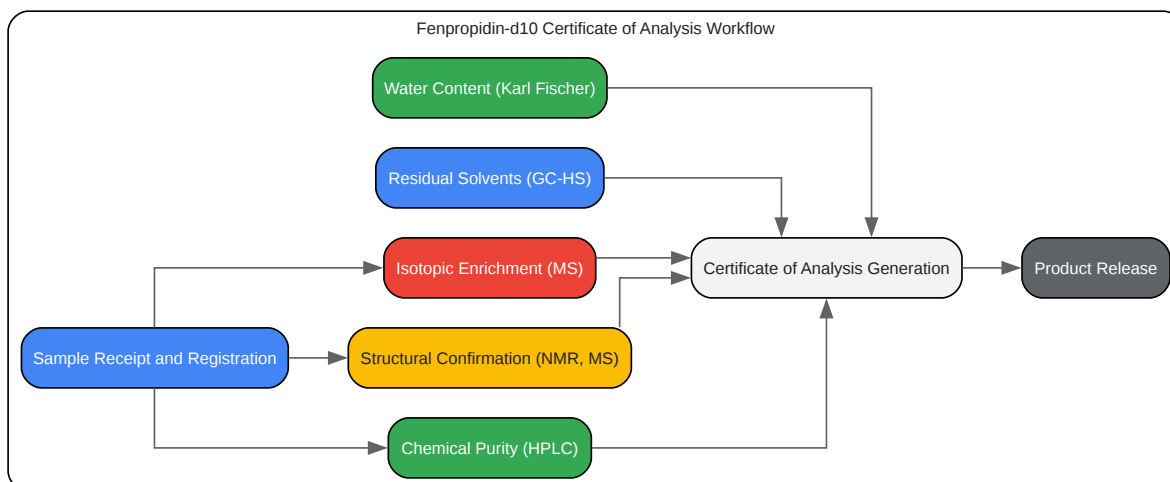 Fenpropidin-d10 Certificate of Analysis Workflow
Water Content (Karl Fischer)
Residual Solvents (GC-HS)
Isotopic Enrichment (MS)
Certificate of Analysis Generation
Product Release
Sample Receipt and Registration
Structural Confirmation (NMR, MS)
Chemical Purity (HPLC)